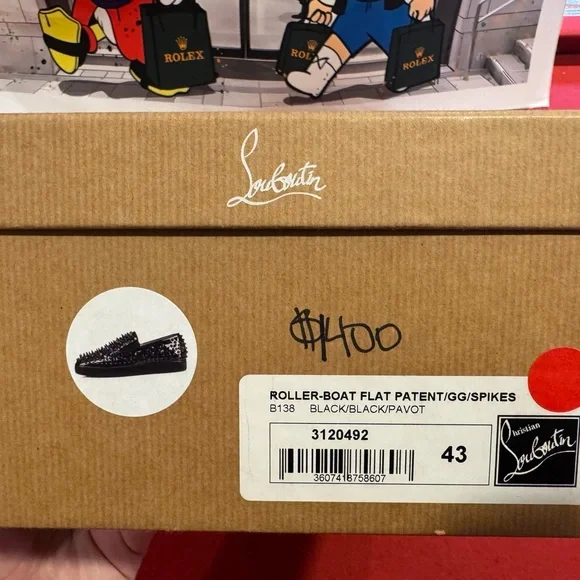 ROLEX
ROLEX
ROLEX
Louboutin
$1400
ROLLER-BOAT FLAT PATENT/GG/SPIKES
B138 BLACK/BLACK/PAVOT
3120492
43
3607418758607
Christian
Louboutin